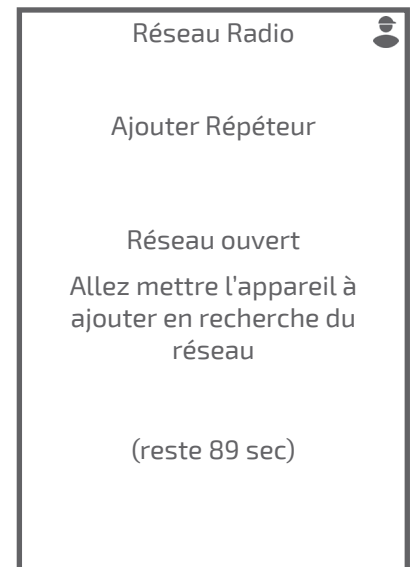 Réseau Radio
Ajouter Répéteur
Réseau ouvert
Allez mettre l’appareil à
ajouter en recherche du
réseau
(reste 89 sec)